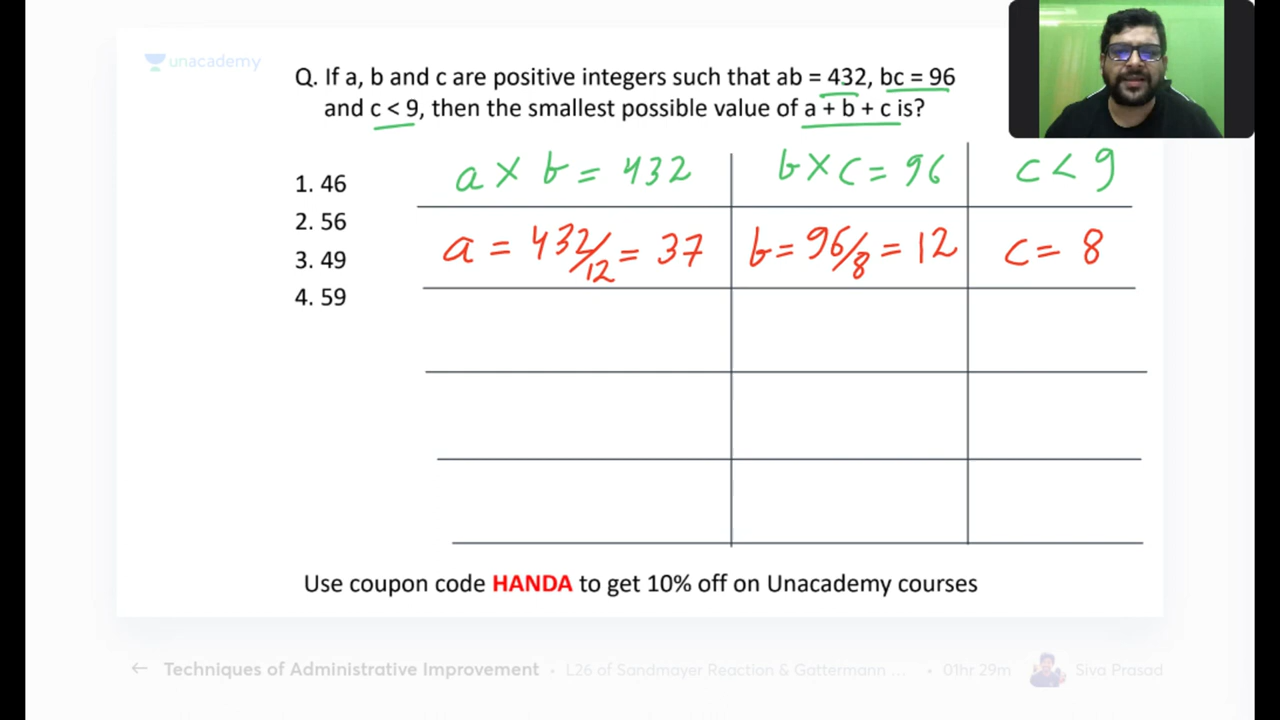 unacademy
Q. If a, b and c are positive integers such that ab = 432, bc = 96
and c < 9, then the smallest possible value of a + b + c is?
1. 46
2. 56
3. 49
4. 59
a × b = 432
b × c = 96
c < 9
a = 432/12 = 37
b = 96/8 = 12
c = 8
Use coupon code HANDA to get 10% off on Unacademy courses
← Techniques of Administrative Improvement • L26 of Sandmayer Reaction & Gattermann ... • 01hr 29m Siva Prasad